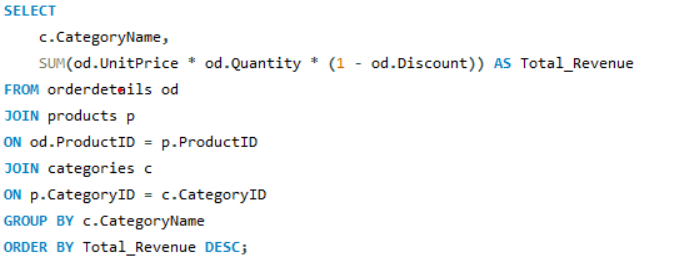 SELECT
    c.CategoryName,
    SUM(od.UnitPrice * od.Quantity * (1 - od.Discount)) AS Total_Revenue
FROM orderdetails od
JOIN products p
ON od.ProductID = p.ProductID
JOIN categories c
ON p.CategoryID = c.CategoryID
GROUP BY c.CategoryName
ORDER BY Total_Revenue DESC;